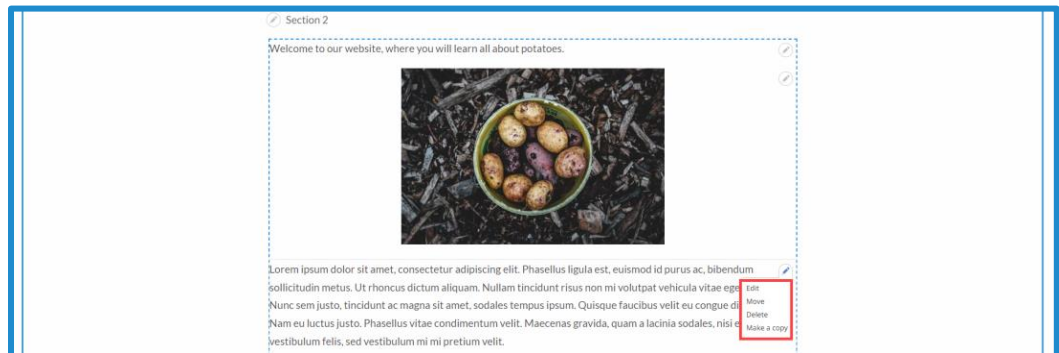 Section 2
Welcome to our website, where you will learn all about potatoes.
Lorem ipsum dolor sit amet, consectetur adipiscing elit. Phasellus ligula est, euismod id purus ac, bibendum
sollicitudin metus. Ut rhoncus dictum aliquam. Nullam tincidunt risus non mi volutpat vehicula vitae ege
Nunc sem justo, tincidunt ac magna sit amet, sodales tempus ipsum. Quisque faucibus velit eu congue di
Nam eu luctus justo. Phasellus vitae condimentum velit. Maecenas gravida, quam a lacinia sodales, nisi e
vestibulum felis, sed vestibulum mi mi pretium velit.
Edit
Move
Delete
Make a copy